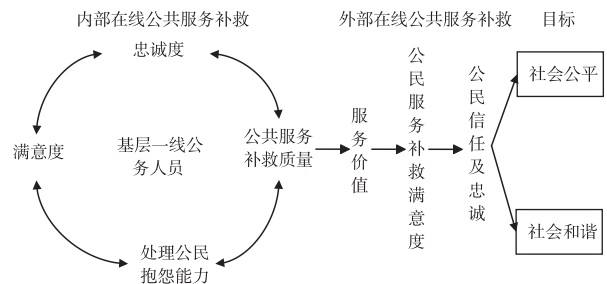 内部在线公共服务补救
外部在线公共服务补救
目标
忠诚度
满意度
基层一线公
务人员
公共服务
补救质量
处理公民
抱怨能力
服务价值
公民服务补救满意度
公民信任及忠诚
社会公平
社会和谐